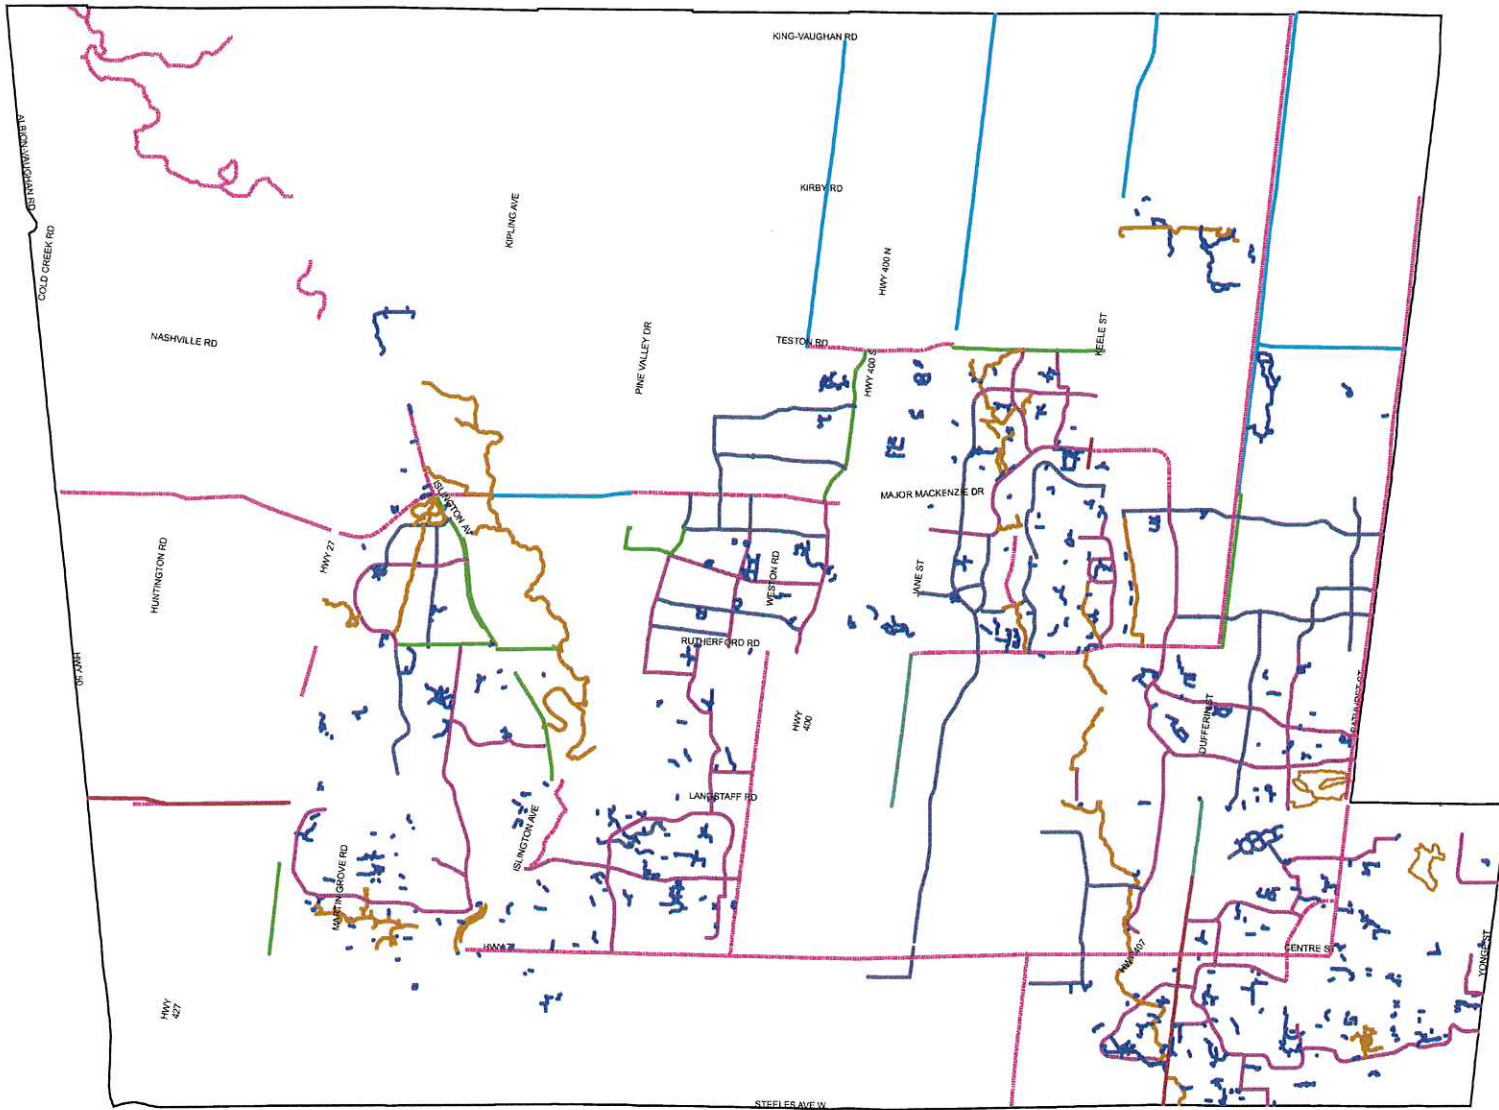 KING-VAUGHAN RD
ALBION-VAUGHAN RD
KIRBY RD
KIPLING AVE
COLD CREEK RD
HWY 400 N
NASHVILLE RD
PINE VALLEY DR
TESTON RD
KEELE ST
HWY 400 S
ISLINGTON AV
MAJOR MACKENZIE DR
HUNTINGTON RD
HWY 27
WESTON RD
JANE ST
RUTHERFORD RD
HWY 50
HWY
400
DUFFERIN ST
BATHURST ST
LANGSTAFF RD
ISLINGTON AVE
MARTIN GROVE RD
HWY 7
CENTRE S
HWY 407
YONGE ST
HWY
427
STEELES AVE W